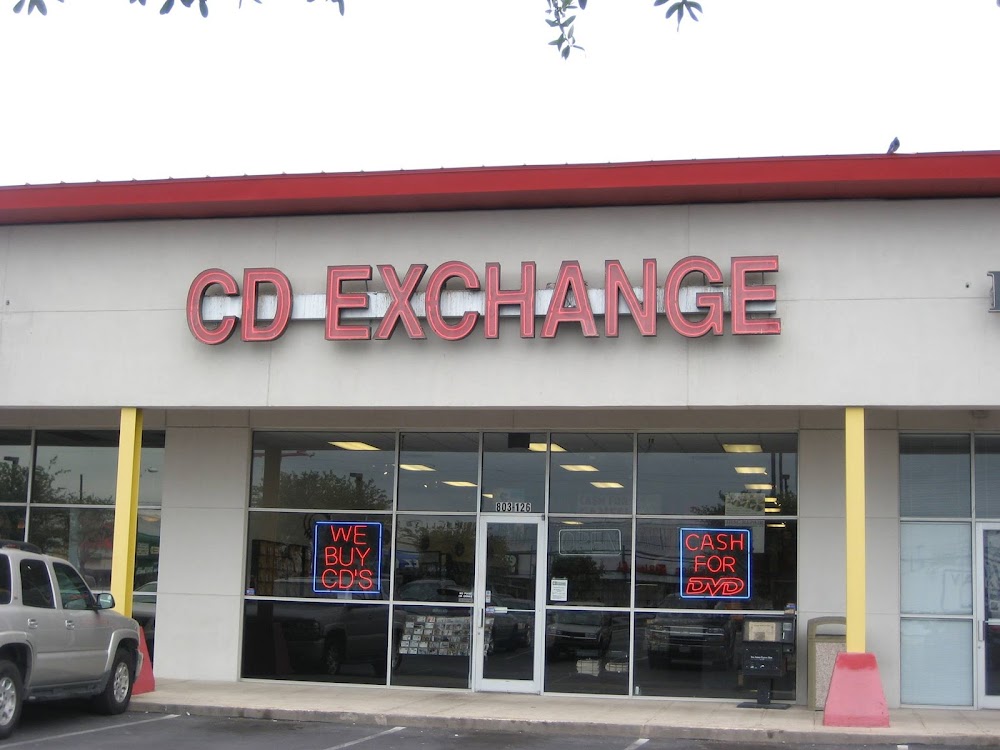 CD EXCHANGE
803-126
WE
BUY
CD'S
CASH
FOR
DVD